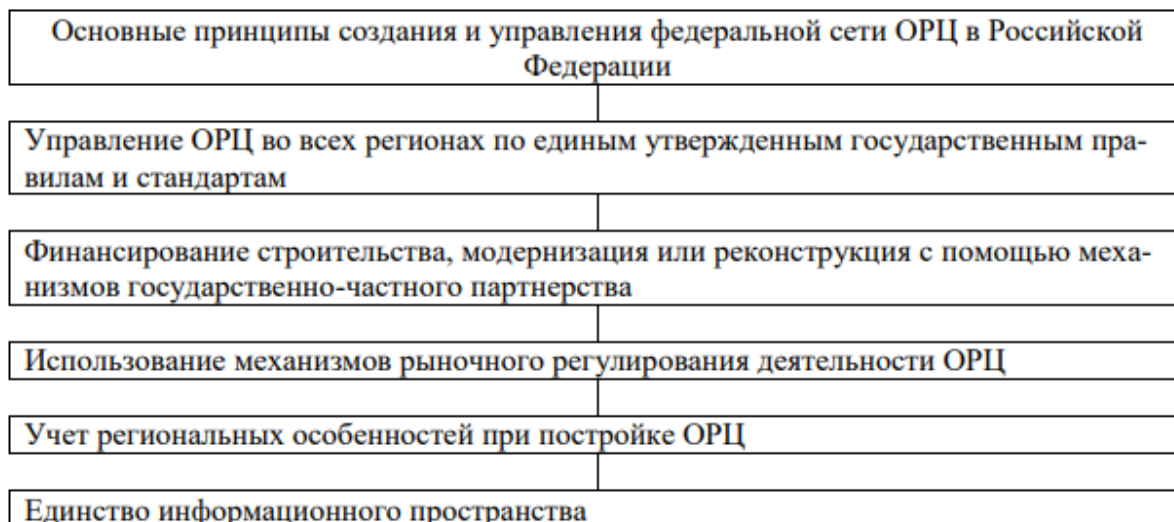 Основные принципы создания и управления федеральной сети ОРЦ в Российской
Федерации
Управление ОРЦ во всех регионах по единым утвержденным государственным пра-
вилам и стандартам
Финансирование строительства, модернизация или реконструкция с помощью меха-
низмов государственно-частного партнерства
Использование механизмов рыночного регулирования деятельности ОРЦ
Учет региональных особенностей при постройке ОРЦ
Единство информационного пространства